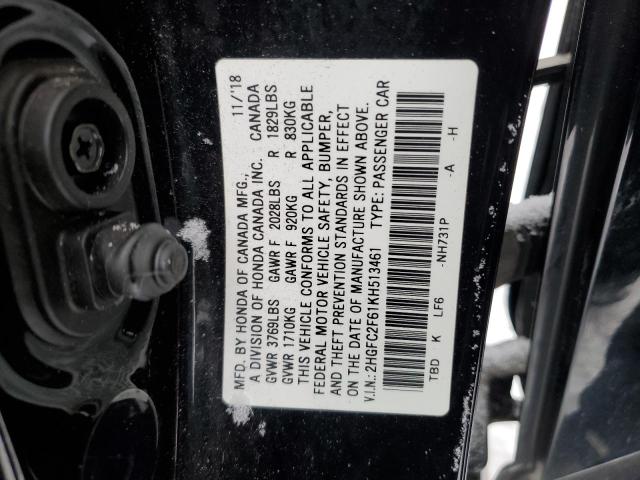 MFD. BY HONDA OF CANADA MFG., 11/'18
A DIVISION OF HONDA CANADA INC. CANADA
GVWR 3769LBS GAWR F 2028LBS R 1829LBS
GVWR 1710KG GAWR F 920KG R 830KG
THIS VEHICLE CONFORMS TO ALL APPLICABLE
FEDERAL MOTOR VEHICLE SAFETY, BUMPER,
AND THEFT PREVENTION STANDARDS IN EFFECT
ON THE DATE OF MANUFACTURE SHOWN ABOVE.
V.I.N.: 2HGFC2F61KH513461 TYPE: PASSENGER CAR
TBD K LF6 -NH731P -A -H